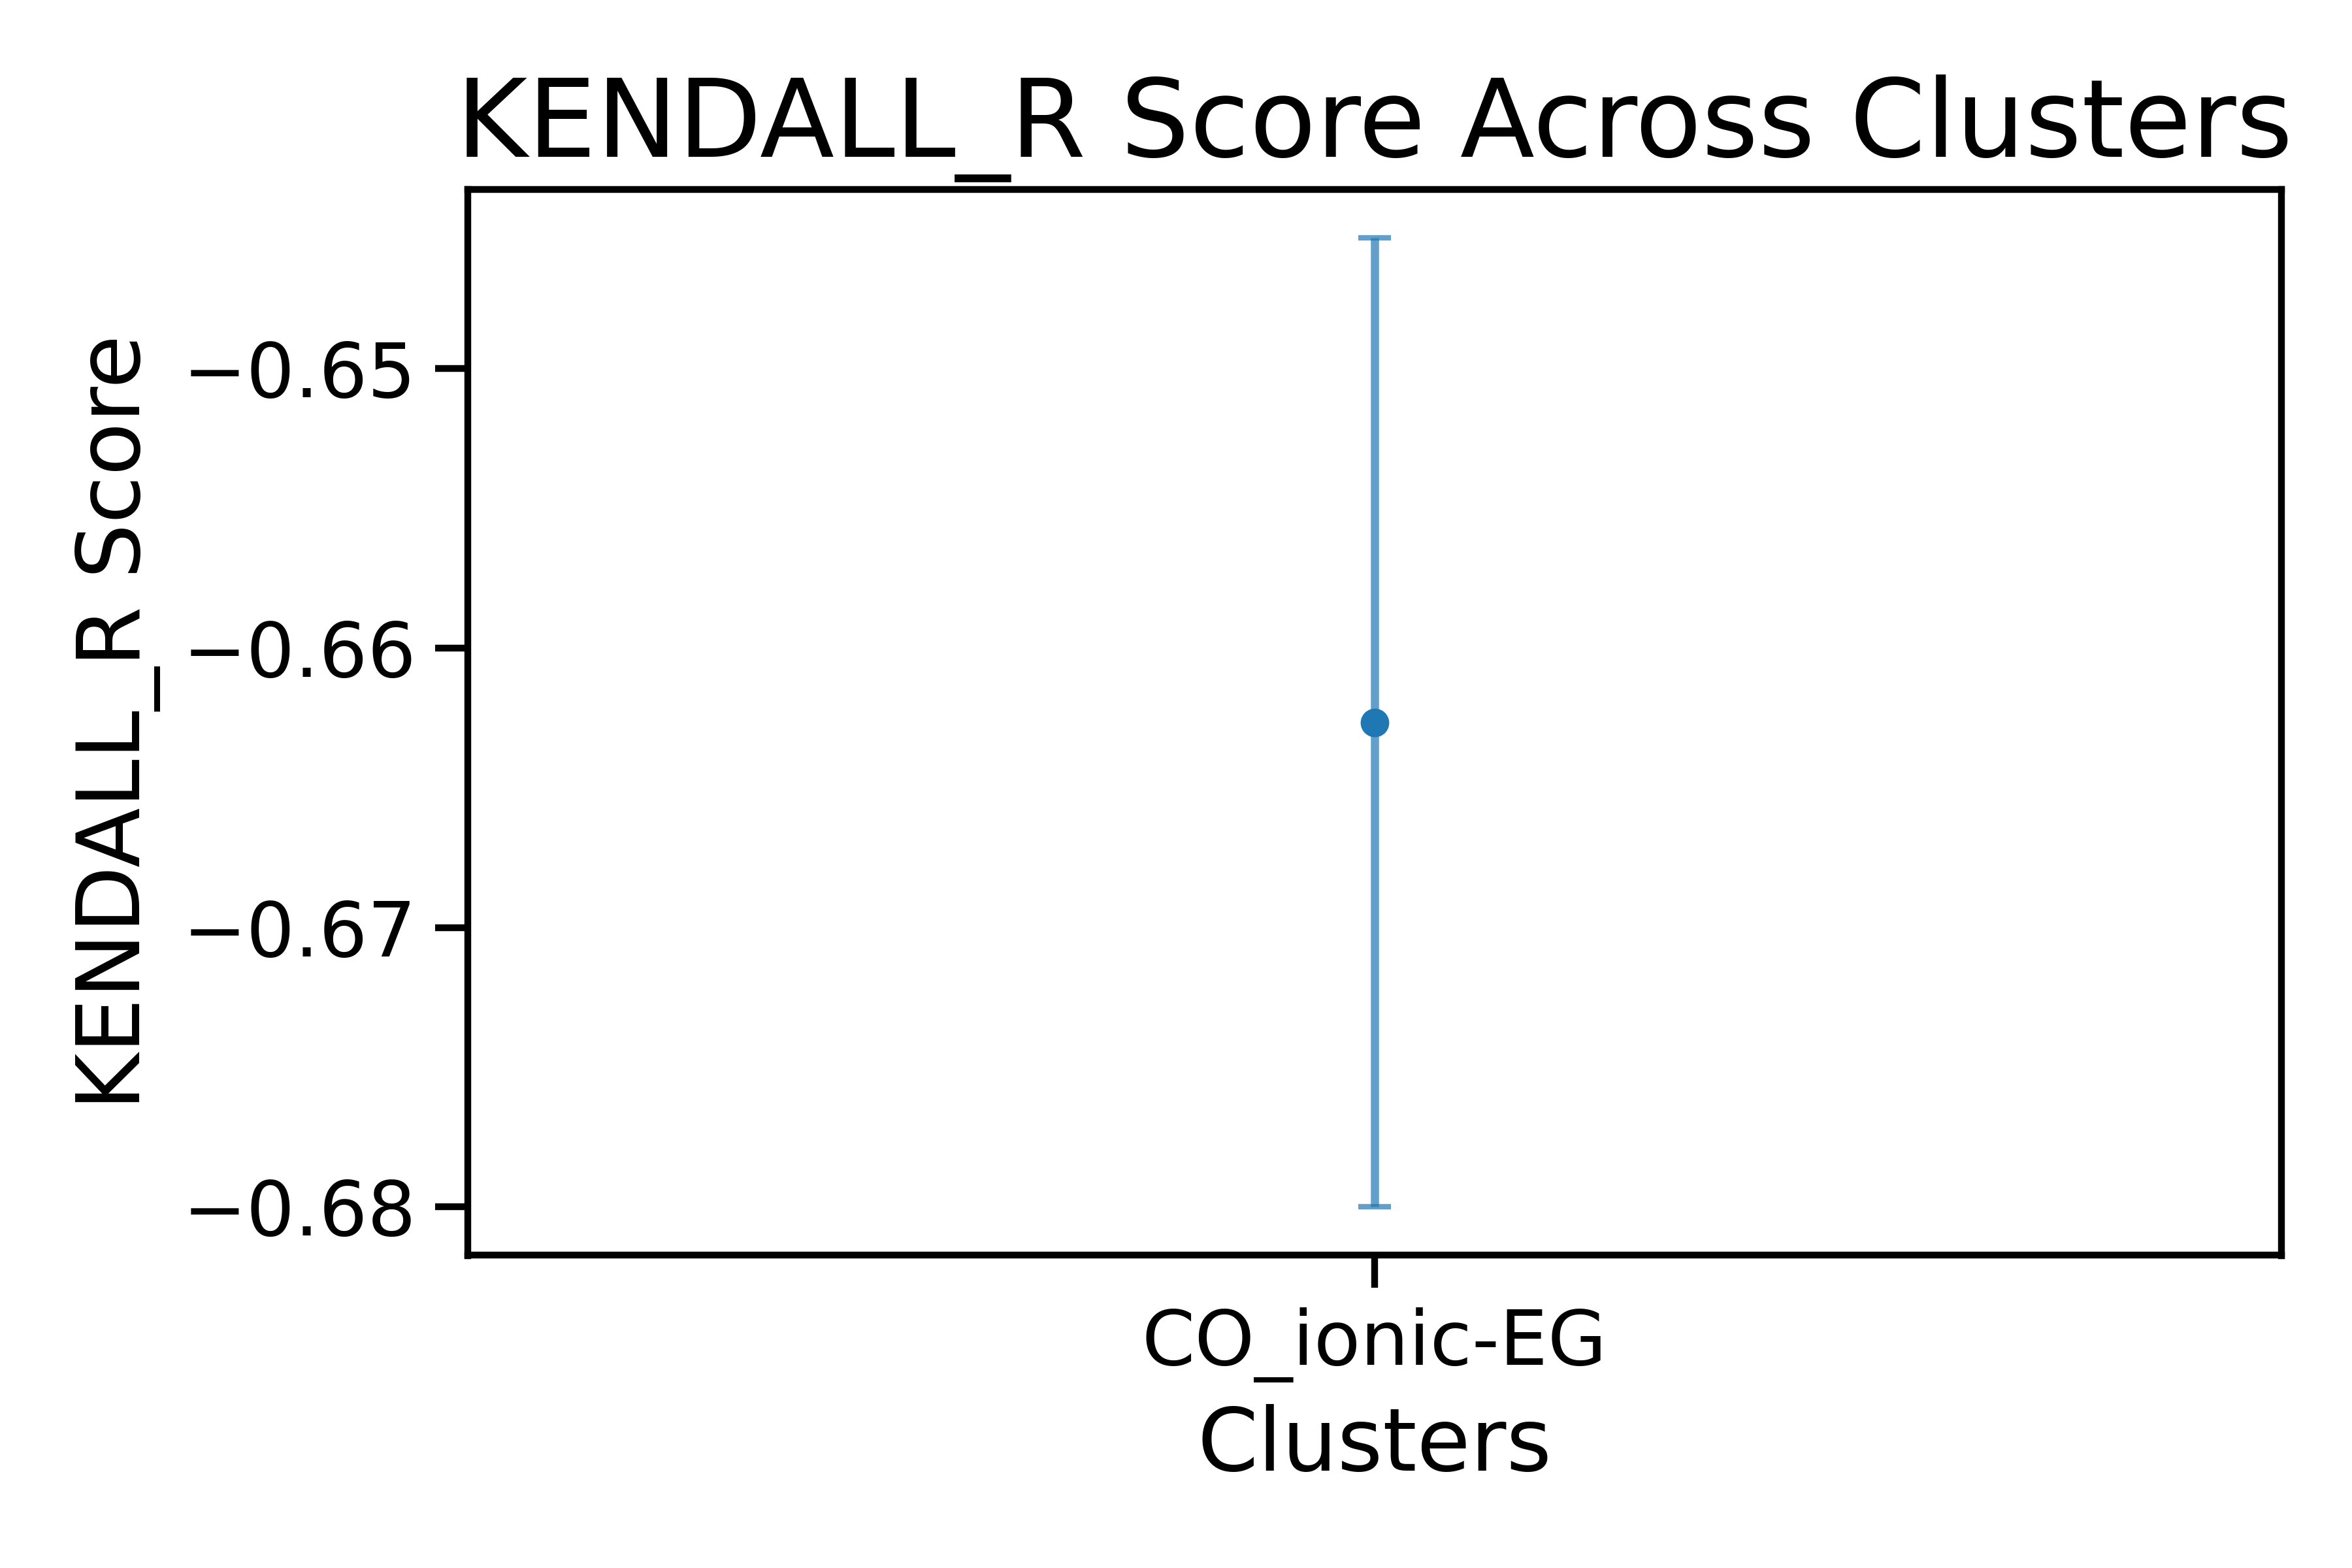 KENDALL_R Score Across Clusters
KENDALL_R Score
−0.65
−0.66
−0.67
−0.68
CO_ionic-EG
Clusters